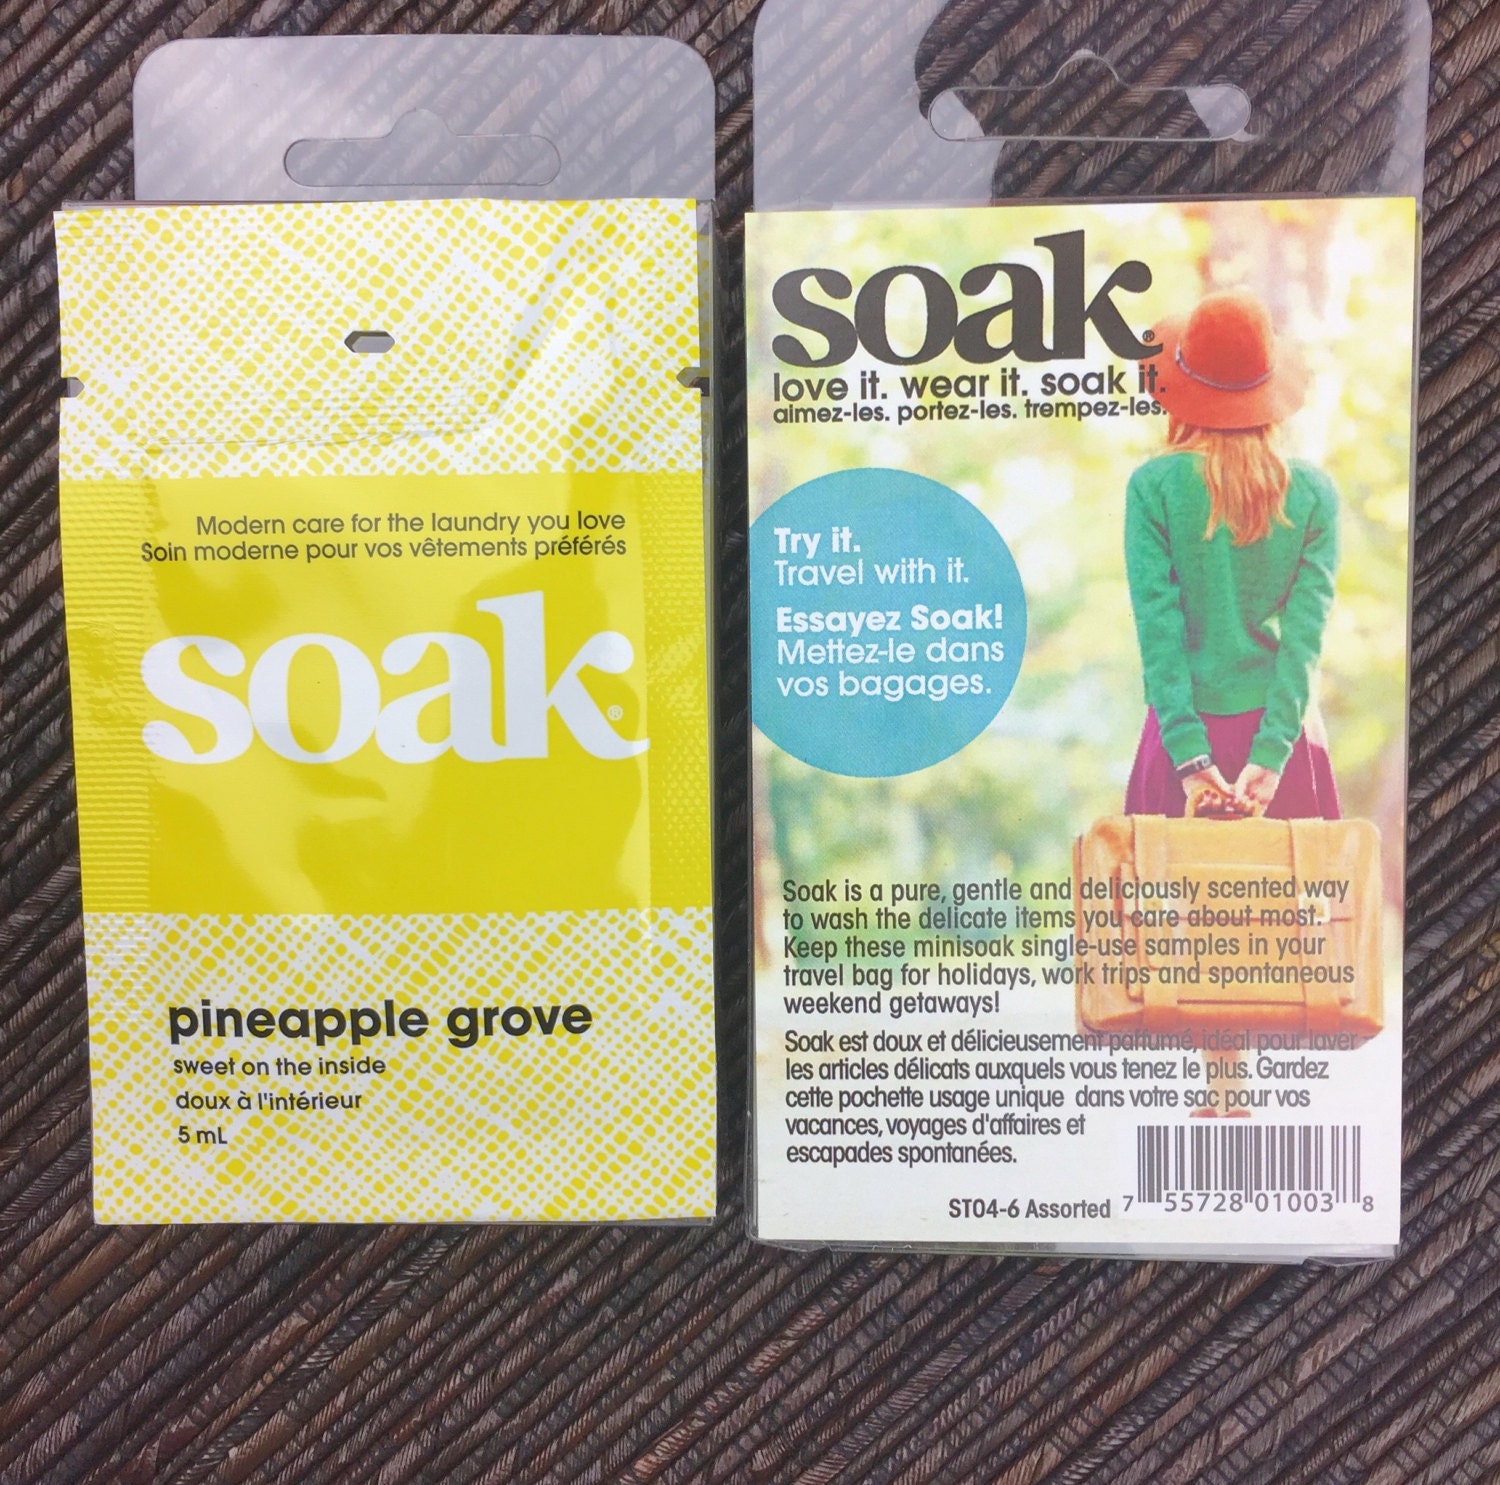 Modern care for the laundry you love
Soin moderne pour vos vêtements préférés
soak®
pineapple grove
sweet on the inside
doux à l'intérieur
5 mL
soak®
love it. wear it. soak it.
aimez-les. portez-les. trempez-les.
Try it.
Travel with it.
Essayez Soak!
Mettez-le dans
vos bagages.
Soak is a pure, gentle and deliciously scented way
to wash the delicate items you care about most.
Keep these minisoak single-use samples in your
travel bag for holidays, work trips and spontaneous
weekend getaways!
Soak est doux et délicieusement parfumé, idéal pour laver
les articles délicats auxquels vous tenez le plus. Gardez
cette pochette usage unique dans votre sac pour vos
vacances, voyages d'affaires et
escapades spontanées.
ST04-6 Assorted
7 55728 01003 8